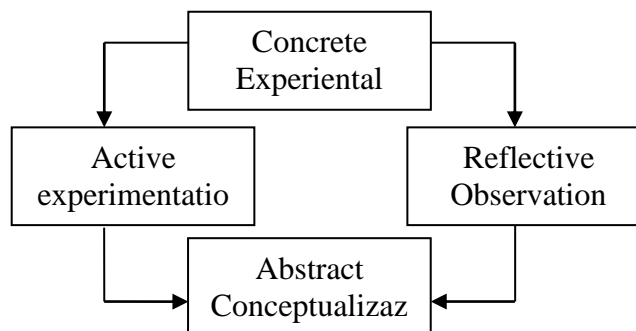 Concrete
Experiental
Active
experimentatio
Reflective
Observation
Abstract
Conceptualizaz